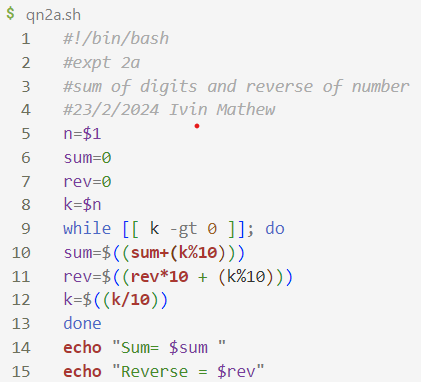 $ qn2a.sh
1 #!/bin/bash
2 #expt 2a
3 #sum of digits and reverse of number
4 #23/2/2024 Ivin Mathew
5 n=$1
6 sum=0
7 rev=0
8 k=$n
9 while [[ k -gt 0 ]]; do
10 sum=$((sum+(k%10)))
11 rev=$((rev*10 + (k%10)))
12 k=$((k/10))
13 done
14 echo "Sum= $sum "
15 echo "Reverse = $rev"